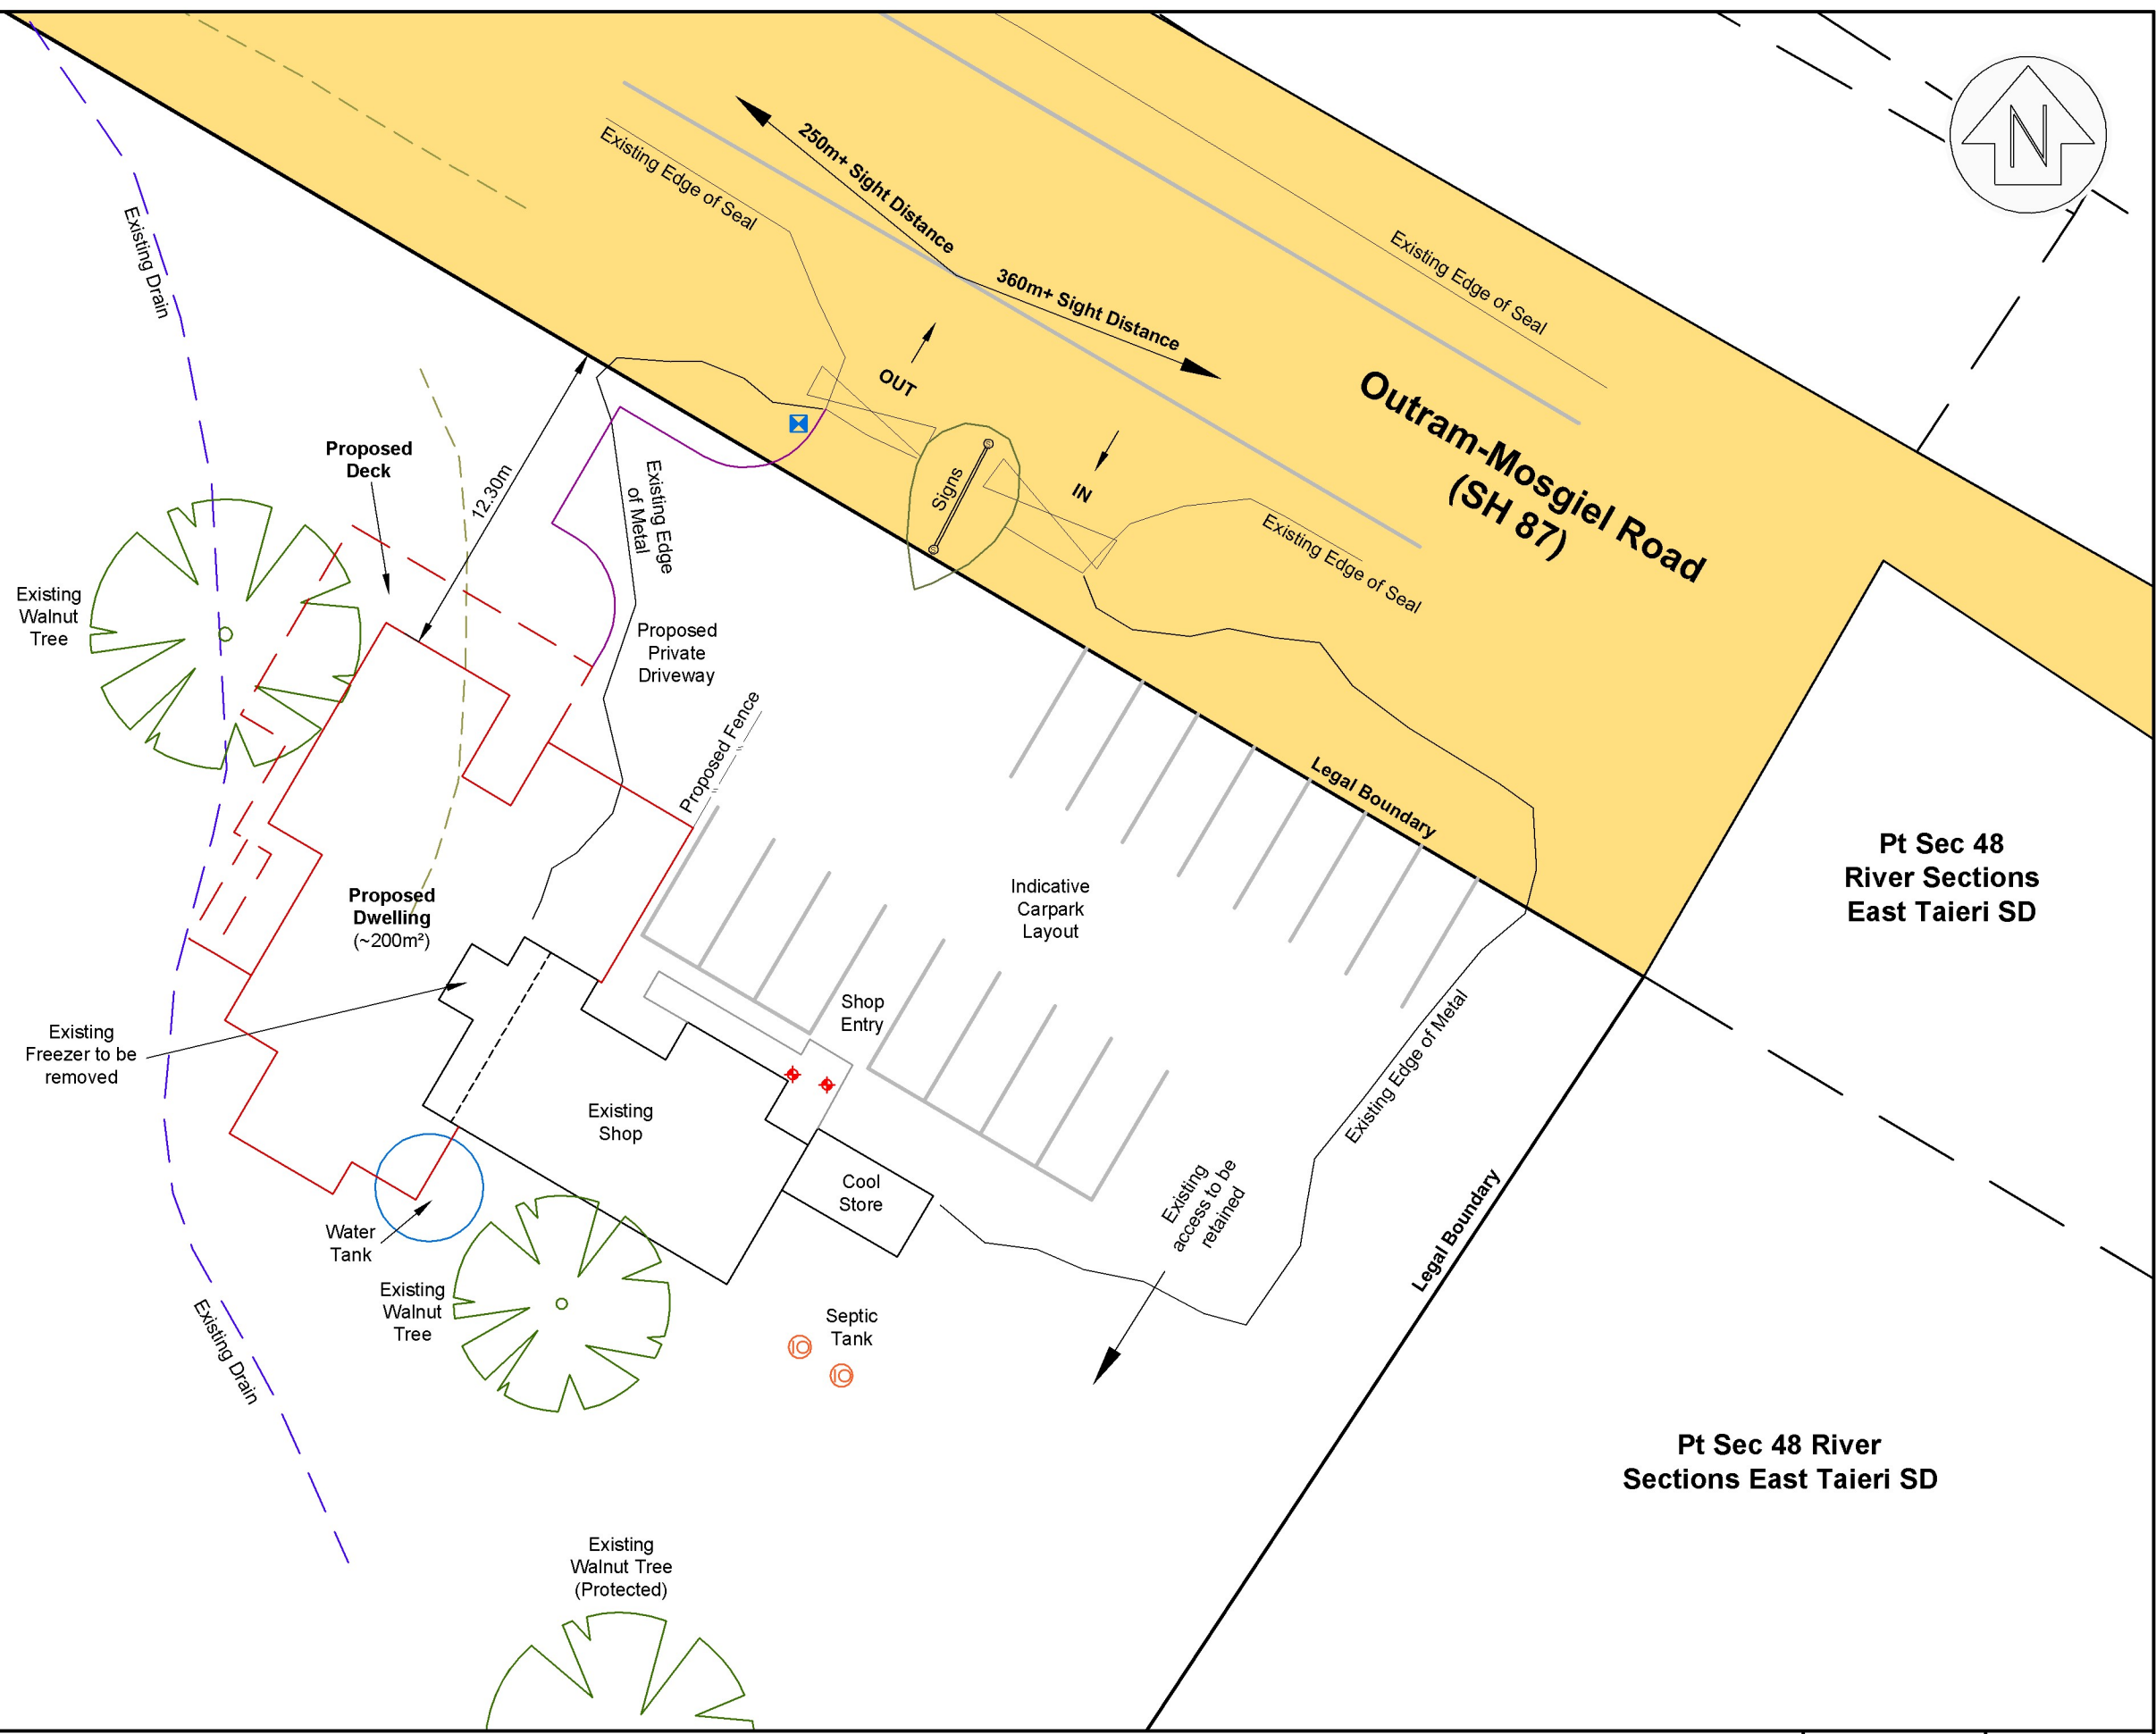 N
250m+ Sight Distance
Existing Edge of Seal
360m+ Sight Distance
Existing Edge of Seal
Existing Drain
OUT
IN
Signs
Outram-Mosgiel Road
(SH 87)
Existing Edge of Seal
Proposed
Deck
12.30m
Existing Edge
of Metal
Existing
Walnut
Tree
Proposed
Private
Driveway
Proposed Fence
Legal Boundary
Pt Sec 48
River Sections
East Taieri SD
Proposed
Dwelling
(~200m²)
Indicative
Carpark
Layout
Shop
Entry
Existing
Freezer to be
removed
Existing Edge of Metal
Existing
Shop
Cool
Store
Existing
access to be
retained
Legal Boundary
Water
Tank
Existing
Walnut
Tree
Septic
Tank
Existing Drain
Pt Sec 48 River
Sections East Taieri SD
Existing
Walnut Tree
(Protected)